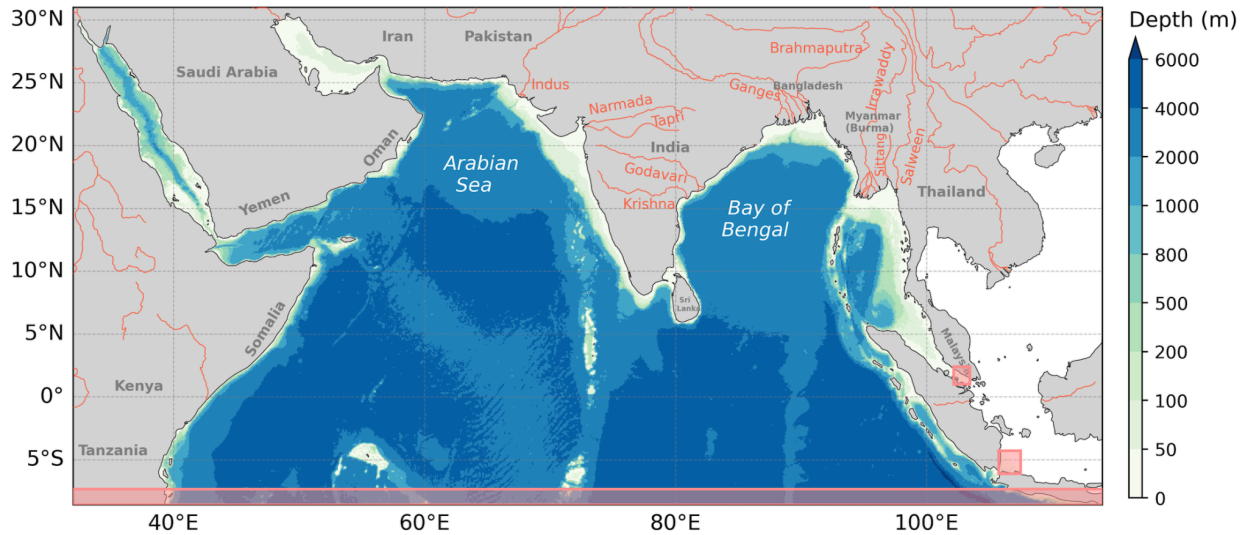 Depth (m)
30°N
25°N
20°N
15°N
10°N
5°N
0°
5°S
Iran
Pakistan
Saudi Arabia
Brahmaputra
Indus
Ganges
Bangladesh
Irrawaddy
Narmada
Tapri
Myanmar
(Burma)
Oman
India
Sittang
Salween
Arabian
Sea
Godavari
Thailand
Yemen
Krishna
Bay of
Bengal
Sri
Lanka
Somalia
Malays
Kenya
Tanzania
40°E
60°E
80°E
100°E
6000
4000
2000
1000
800
500
200
100
50
0